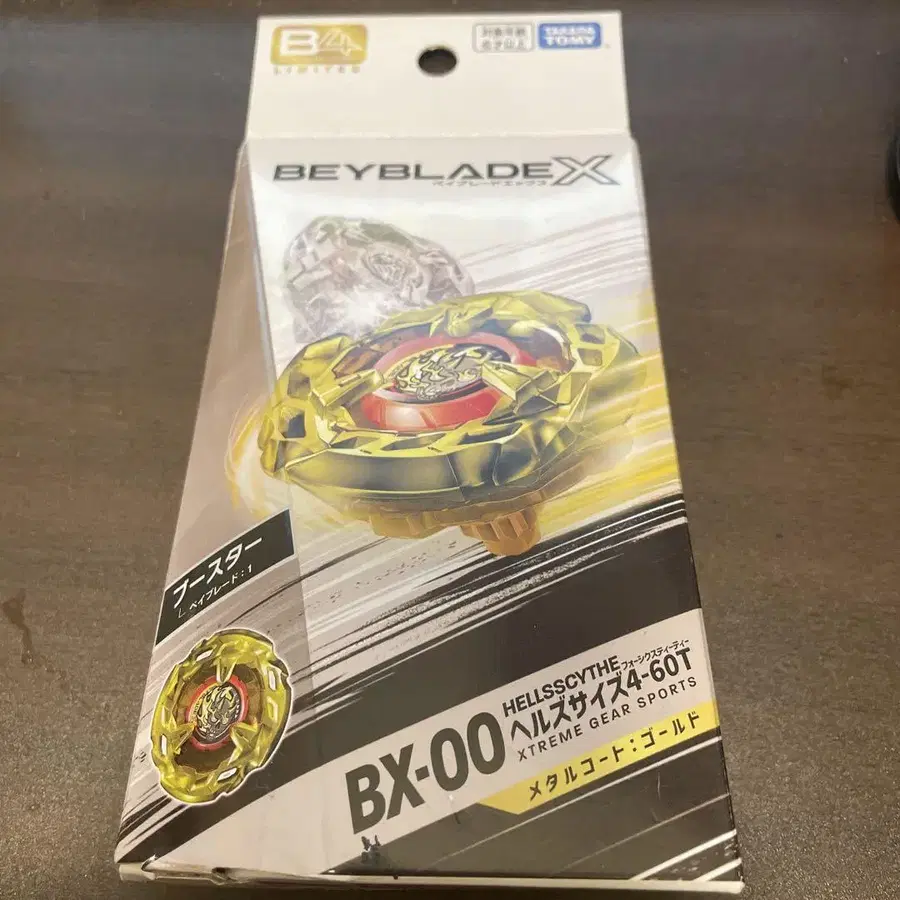 B4
LIMITED
対象年齢
6才以上
TAKARA
TOMY
BEYBLADE X
ベイブレードエックス
ブースター
ベイブレード:1
BX-00
HELLSSCYTHE
フォーシクスティーティー
ヘルズサイズ4-60T
XTREME GEAR SPORTS
メタルコート:ゴールド